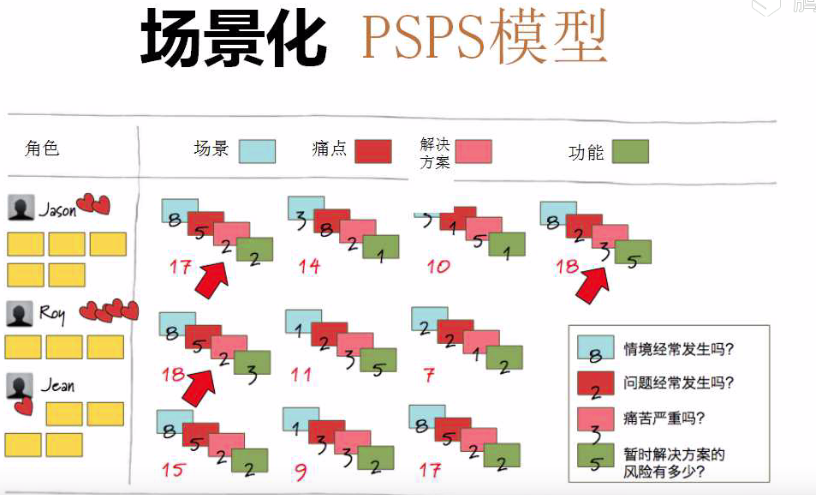 场景化 PSPS模型
角色 场景 痛点 解决方案 功能
Jason
8 5 2 2
17
3 8 2 1
14
3 1 5 1
10
8 2 3 5
18
Roy
8 5 2 3
18
1 2 3 5
11
2 2 1 2
7
Jean
8 5 2 2
15
1 3 3 2
9
8 5 2 2
17
8 情境经常发生吗?
2 问题经常发生吗?
3 痛苦严重吗?
5 暂时解决方案的
风险有多少?